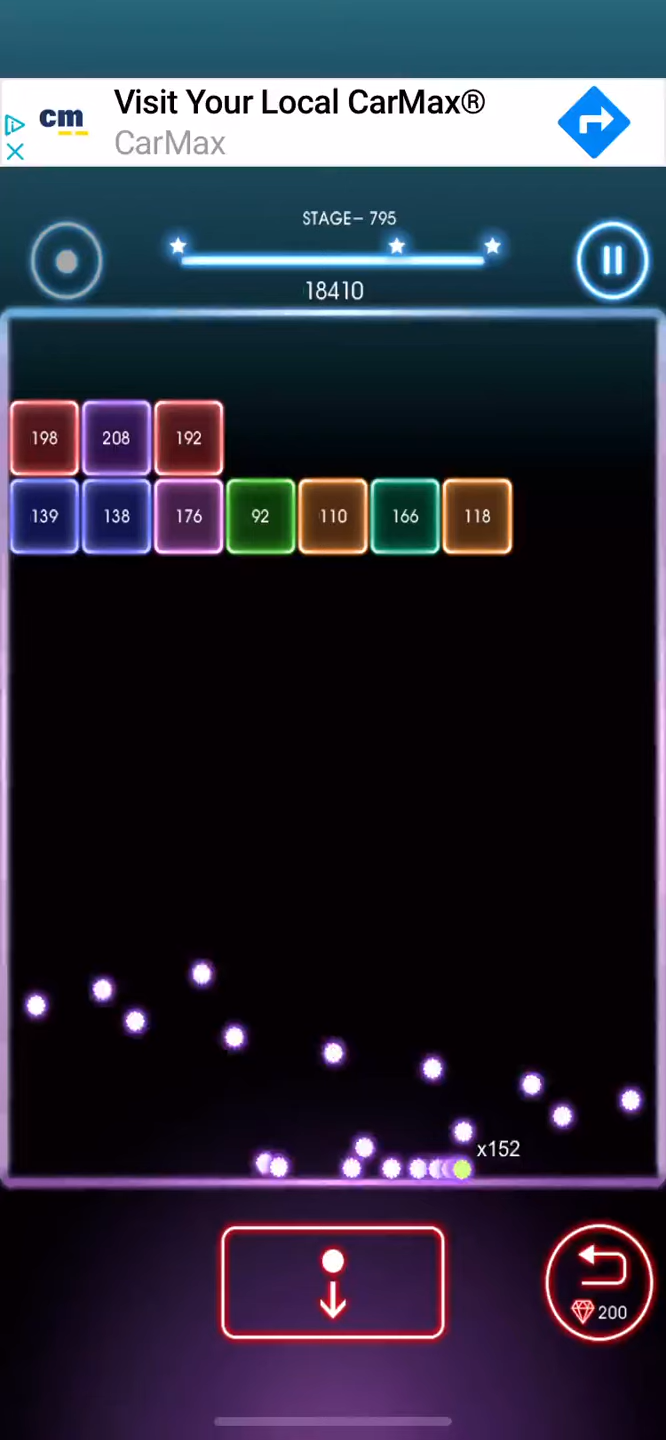 cm
Visit Your Local CarMax®
CarMax
STAGE– 795
18410
198 208 192
139 138 176 92 110 166 118
x152
200